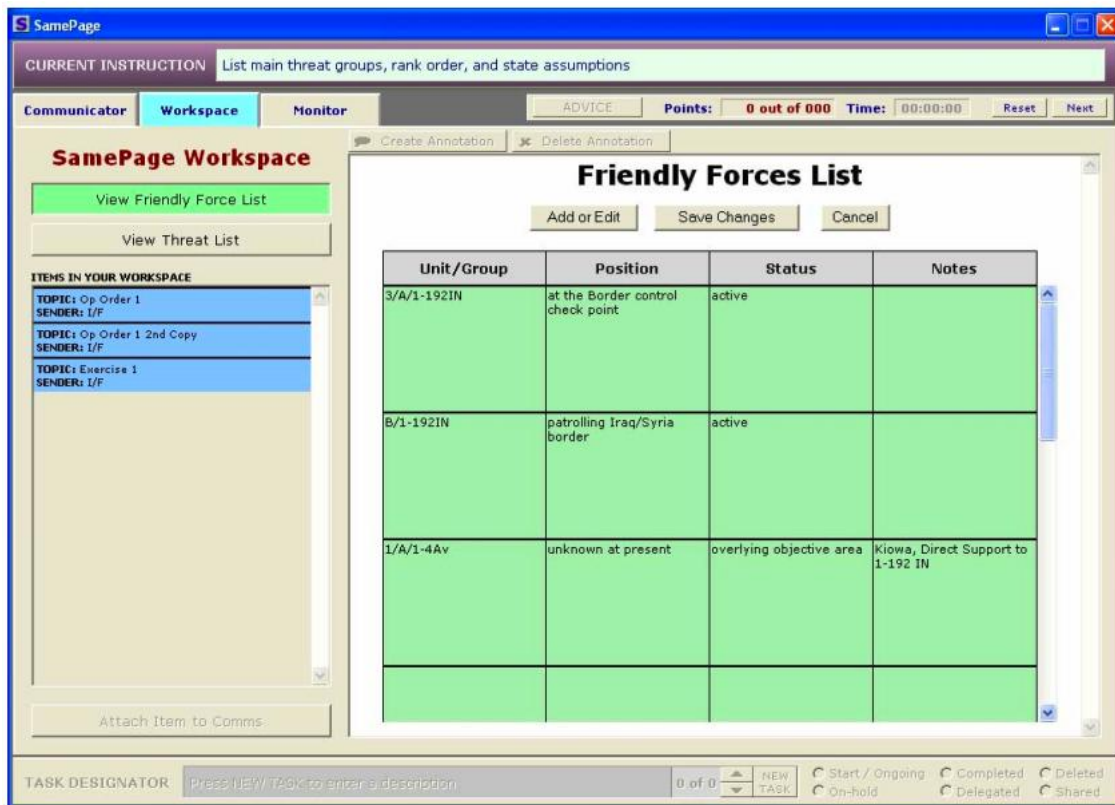 SamePage
CURRENT INSTRUCTION List main threat groups, rank order, and state assumptions
Communicator Workspace Monitor ADVICE Points: 0 out of 000 Time: 00:00:00 Reset Next
Create Annotation Delete Annotation
SamePage Workspace
View Friendly Force List
View Threat List
ITEMS IN YOUR WORKSPACE
TOPIC: Op Order 1
SENDER: I/F
TOPIC: Op Order 1 2nd Copy
SENDER: I/F
TOPIC: Exercise 1
SENDER: I/F
Attach Item to Comms
Friendly Forces List
Add or Edit Save Changes Cancel
Unit/Group Position Status Notes
3/A/1-192IN at the Border control active
check point
B/1-192IN patrolling Iraq/Syria active
border
1/A/1-4Av unknown at present overlying objective area Kiowa, Direct Support to
1-192 IN
TASK DESIGNATOR Press NEW TASK to enter a description 0 of 0 NEW TASK
Start / Ongoing Completed Deleted
On-hold Delegated Shared